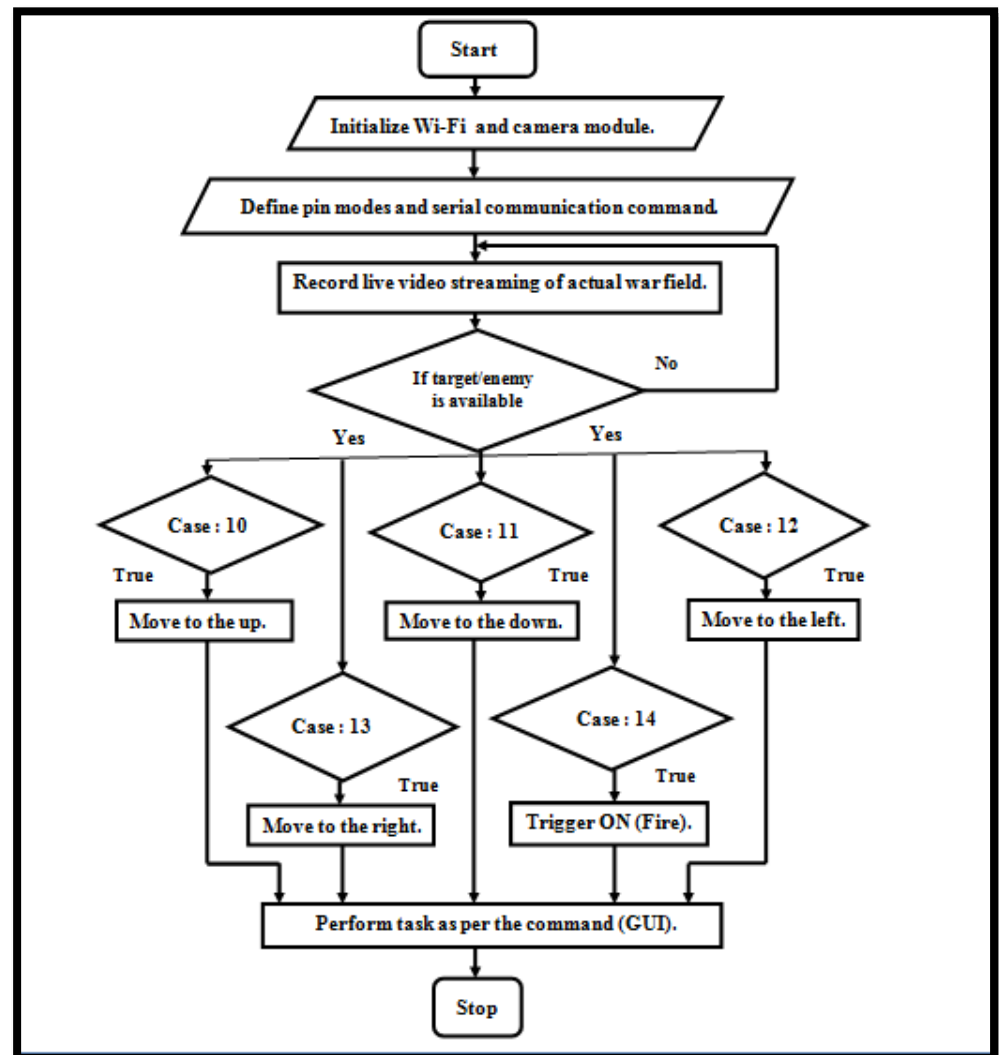 Start
Initialize Wi-Fi and camera module.
Define pin modes and serial communication command.
Record live video streaming of actual war field.
If target/enemy
is available
No
Yes
Yes
Case : 10
Case : 11
Case : 12
True
True
True
Move to the up.
Move to the down.
Move to the left.
Case : 13
Case : 14
True
True
Move to the right.
Trigger ON (Fire).
Perform task as per the command (GUI).
Stop